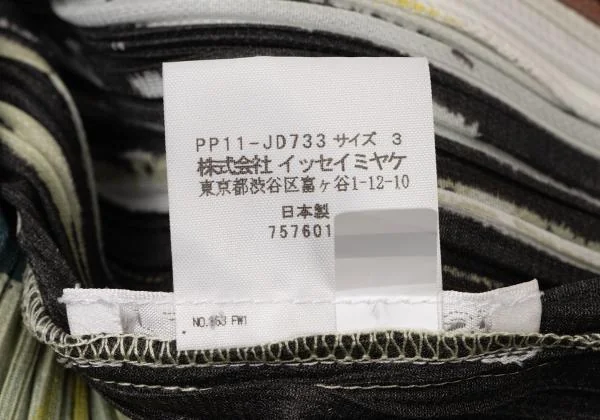 PP11-JD733 サイズ 3
株式会社 イッセイミヤケ
東京都渋谷区富ヶ谷1-12-10
日本製
757601
NO.163 FW1